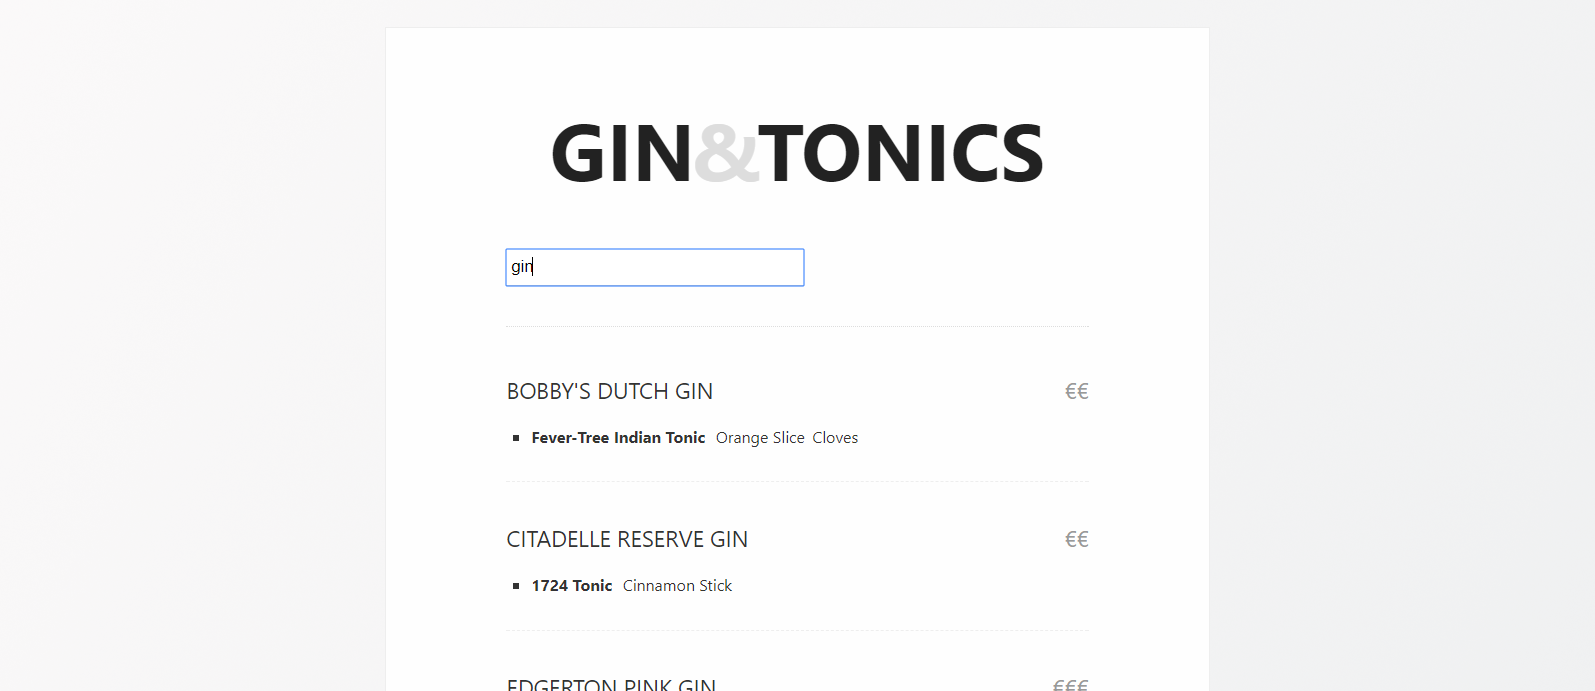 GIN&TONICS
gin
BOBBY'S DUTCH GIN €€
▪ Fever-Tree Indian Tonic Orange Slice Cloves
CITADELLE RESERVE GIN €€
▪ 1724 Tonic Cinnamon Stick
EDGERTON PINK GIN €€€